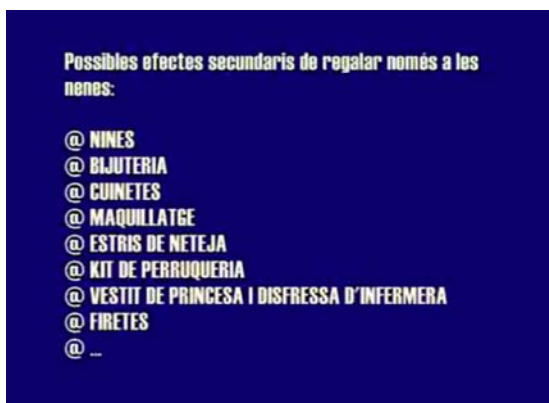 Possibles efectes secundaris de regalar només a les
nenes:
@ NINES
@ BIJUTERIA
@ CUINETES
@ MAQUILLATGE
@ ESTRIS DE NETEJA
@ KIT DE PERRUQUERIA
@ VESTIT DE PRINCESA I DISFRESSA D'INFERMERA
@ FIRETES
@ ...